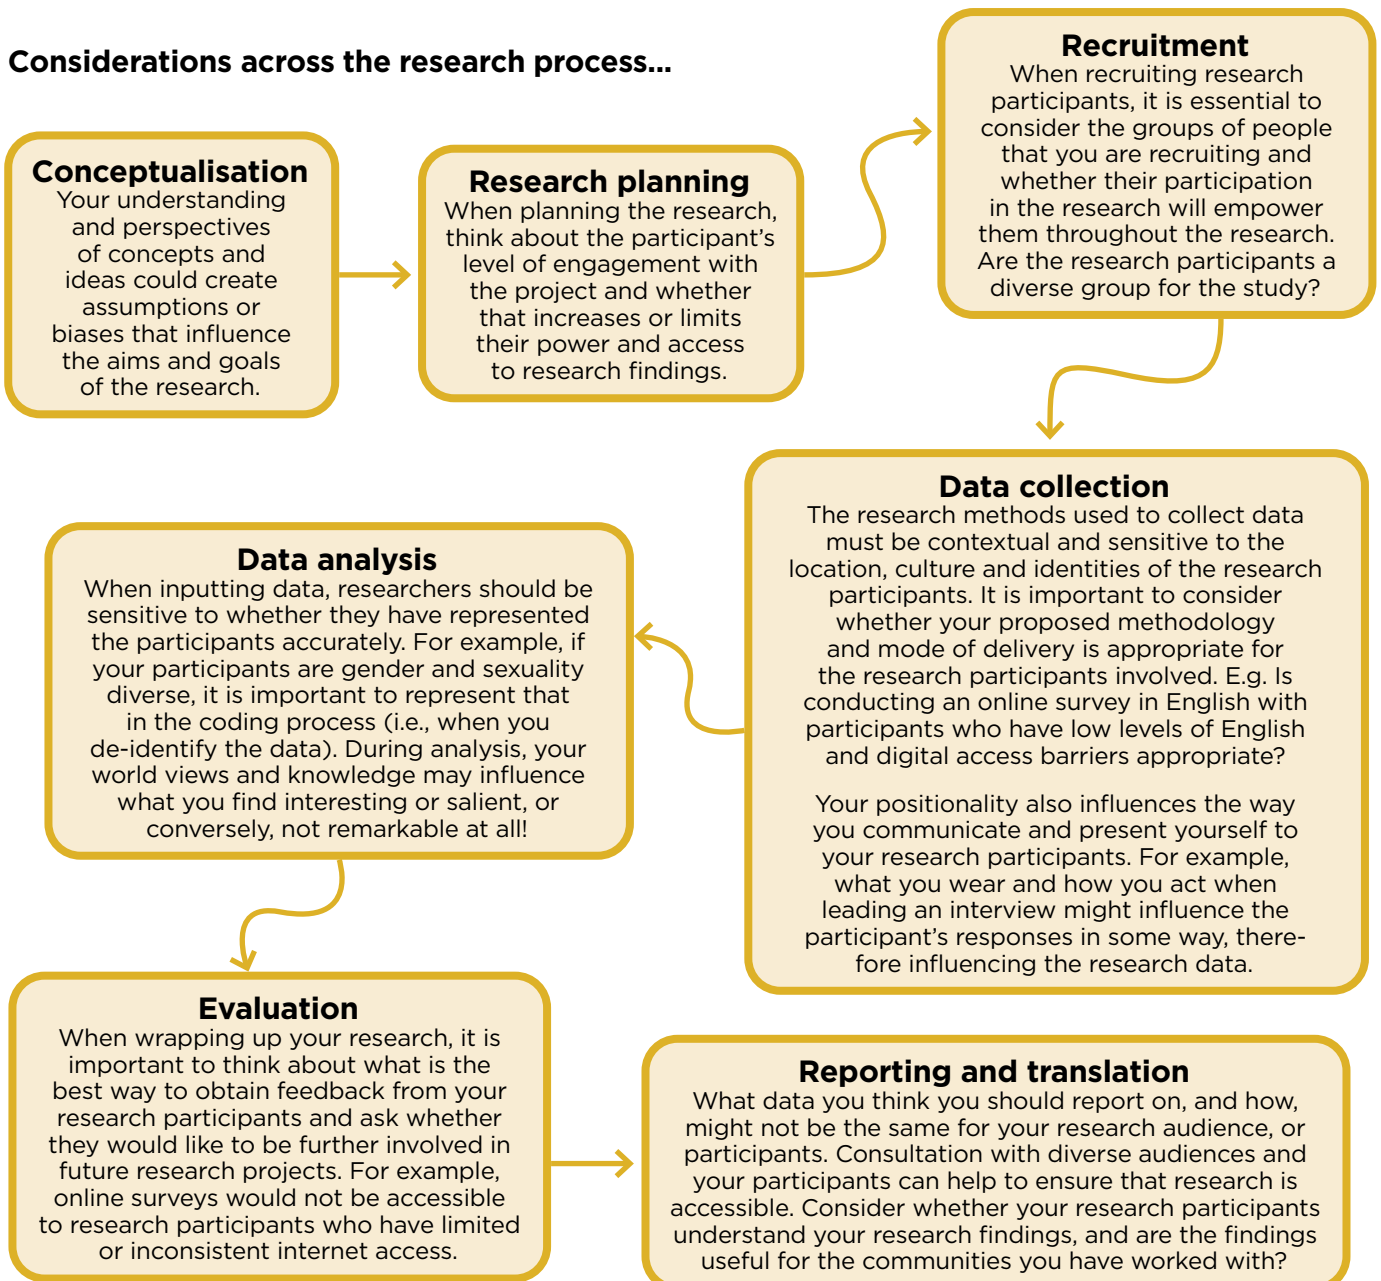 Considerations across the research process...
Conceptualisation
Your understanding
and perspectives
of concepts and
ideas could create
assumptions or
biases that influence
the aims and goals
of the research.
Research planning
When planning the research,
think about the participant’s
level of engagement with
the project and whether
that increases or limits
their power and access
to research findings.
Recruitment
When recruiting research
participants, it is essential to
consider the groups of people
that you are recruiting and
whether their participation
in the research will empower
them throughout the research.
Are the research participants a
diverse group for the study?
Data collection
The research methods used to collect data
must be contextual and sensitive to the
location, culture and identities of the research
participants. It is important to consider
whether your proposed methodology
and mode of delivery is appropriate for
the research participants involved. E.g. Is
conducting an online survey in English with
participants who have low levels of English
and digital access barriers appropriate?
Your positionality also influences the way
you communicate and present yourself to
your research participants. For example,
what you wear and how you act when
leading an interview might influence the
participant’s responses in some way, there-
fore influencing the research data.
Data analysis
When inputting data, researchers should be
sensitive to whether they have represented
the participants accurately. For example, if
your participants are gender and sexuality
diverse, it is important to represent that
in the coding process (i.e., when you
de-identify the data). During analysis, your
world views and knowledge may influence
what you find interesting or salient, or
conversely, not remarkable at all!
Evaluation
When wrapping up your research, it is
important to think about what is the
best way to obtain feedback from your
research participants and ask whether
they would like to be further involved in
future research projects. For example,
online surveys would not be accessible
to research participants who have limited
or inconsistent internet access.
Reporting and translation
What data you think you should report on, and how,
might not be the same for your research audience, or
participants. Consultation with diverse audiences and
your participants can help to ensure that research is
accessible. Consider whether your research participants
understand your research findings, and are the findings
useful for the communities you have worked with?